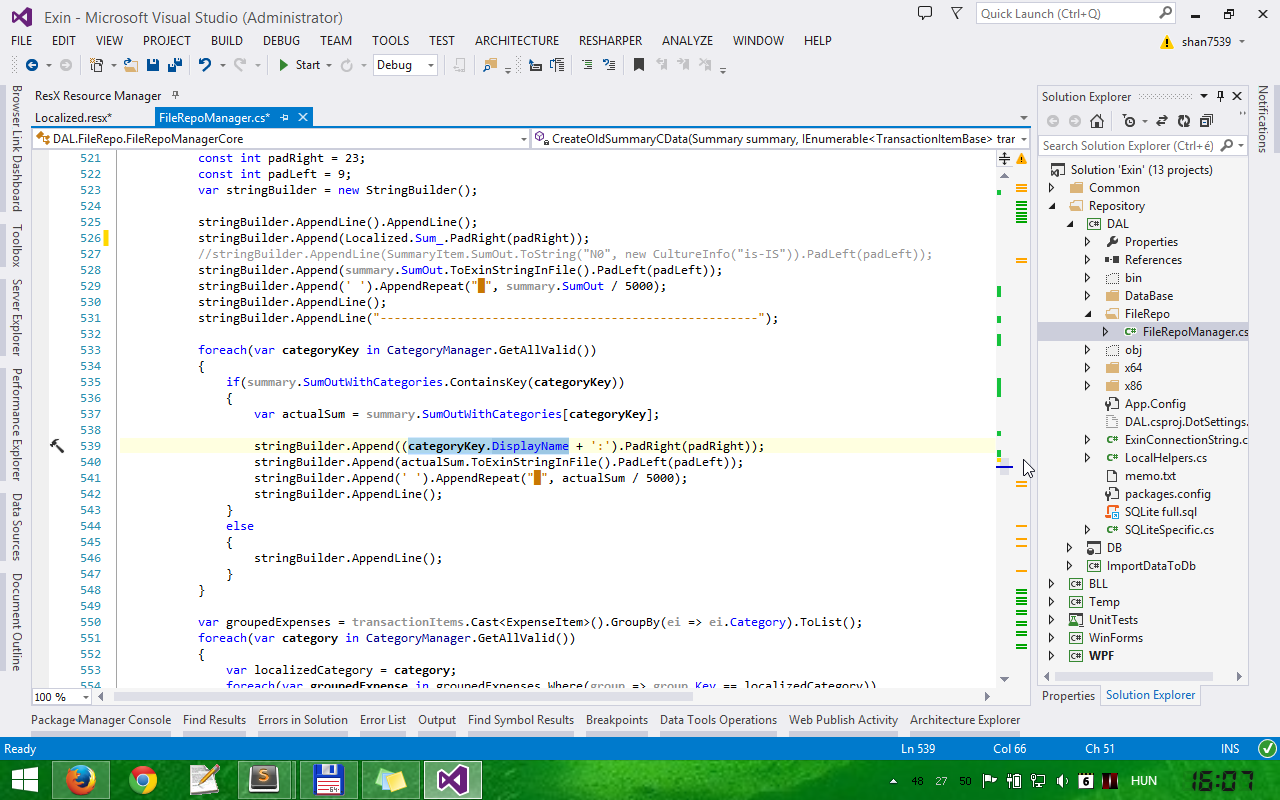 Exin - Microsoft Visual Studio (Administrator)
Quick Launch (Ctrl+Q)
FILE EDIT VIEW PROJECT BUILD DEBUG TEAM TOOLS TEST ARCHITECTURE RESHARPER ANALYZE WINDOW HELP
shan7539
Start Debug
ResX Resource Manager
Localized.resx*
FileRepoManager.cs*
DAL.FileRepo.FileRepoManagerCore
CreateOldSummaryCData(Summary summary, IEnumerable<TransactionItemBase> trar
521 const int padRight = 23;
522 const int padLeft = 9;
523 var stringBuilder = new StringBuilder();
524
525 stringBuilder.AppendLine().AppendLine();
526 stringBuilder.Append(Localized.Sum_.PadRight(padRight));
527 //stringBuilder.AppendLine(SummaryItem.SumOut.ToString("N0", new CultureInfo("is-IS")).PadLeft(padLeft));
528 stringBuilder.Append(summary.SumOut.ToExinStringInFile().PadLeft(padLeft));
529 stringBuilder.Append(' ').AppendRepeat("█", summary.SumOut / 5000);
530 stringBuilder.AppendLine();
531 stringBuilder.AppendLine("------------------------------------------------------");
532
533 foreach(var categoryKey in CategoryManager.GetAllValid())
534 {
535 if(summary.SumOutWithCategories.ContainsKey(categoryKey))
536 {
537 var actualSum = summary.SumOutWithCategories[categoryKey];
538
539 stringBuilder.Append((categoryKey.DisplayName + ':').PadRight(padRight));
540 stringBuilder.Append(actualSum.ToExinStringInFile().PadLeft(padLeft));
541 stringBuilder.Append(' ').AppendRepeat("█", actualSum / 5000);
542 stringBuilder.AppendLine();
543 }
544 else
545 {
546 stringBuilder.AppendLine();
547 }
548 }
549
550 var groupedExpenses = transactionItems.Cast<ExpenseItem>().GroupBy(ei => ei.Category).ToList();
551 foreach(var category in CategoryManager.GetAllValid())
552 {
553 var localizedCategory = category;
554 foreach(var groupedExpense in groupedExpenses.Where(group => group.Key == localizedCategory))
100 %
Browser Link Dashboard
Toolbox
Server Explorer
Performance Explorer
Data Sources
Document Outline
Solution Explorer
Search Solution Explorer (Ctrl+é)
Solution 'Exin' (13 projects)
Common
Repository
DAL
Properties
References
bin
DataBase
FileRepo
FileRepoManager.cs
obj
x64
x86
App.Config
DAL.csproj.DotSettings.
ExinConnectionString.c
LocalHelpers.cs
memo.txt
packages.config
SQLite full.sql
SQLiteSpecific.cs
DB
ImportDataToDb
BLL
Temp
UnitTests
WinForms
WPF
Properties Solution Explorer
Notifications
Package Manager Console Find Results Errors in Solution Error List Output Find Symbol Results Breakpoints Data Tools Operations Web Publish Activity Architecture Explorer
Ready Ln 539 Col 66 Ch 51 INS
48 27 50 6 HUN 16:07